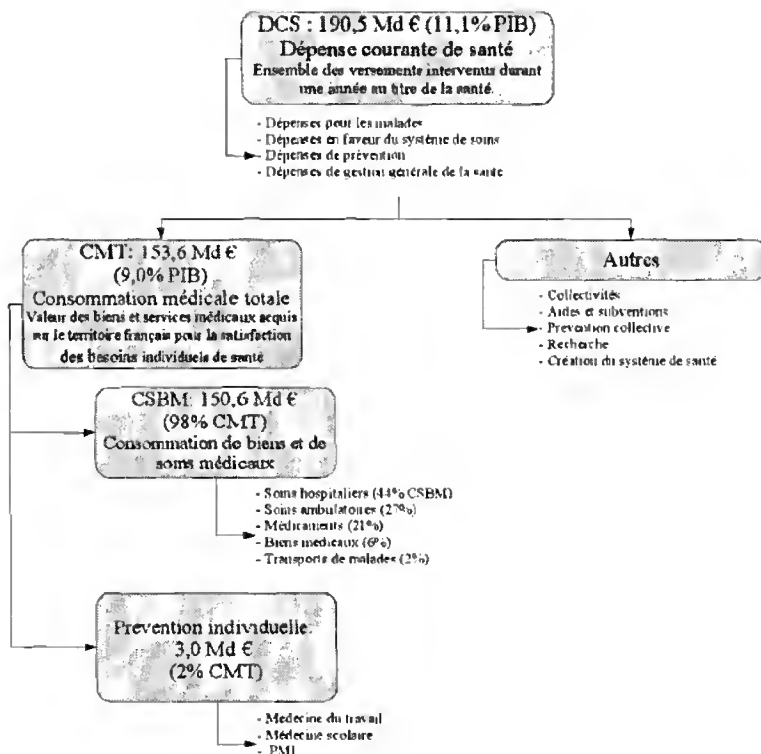 DCS : 190,5 Md € (11,1% PIB)
Dépense courante de santé
Ensemble des versements intervenus durant
une année au titre de la santé.
- Dépenses pour les malades
- Dépenses en faveur du système de soins
- Dépenses de prévention
- Dépenses de gestion générale de la santé
CMT: 153,6 Md €
(9,0% PIB)
Consommation médicale totale
Valeur des biens et services médicaux acquis
sur le territoire français pour la satisfaction
des besoins individuels de santé
Autres
- Collectivités
- Aides et subventions
- Prevention collective
- Recherche
- Création du système de santé
CSBM: 150,6 Md €
(98% CMT)
Consommation de biens et de
soins médicaux
- Soins hospitaliers (44% CSBM)
- Soins ambulatoires (27%)
- Médicaments (21%)
- Biens médicaux (6%)
- Transports de malades (2%)
Prevention individuelle:
3,0 Md €
(2% CMT)
- Medecine du travail
- Médecine scolaire
- PMI